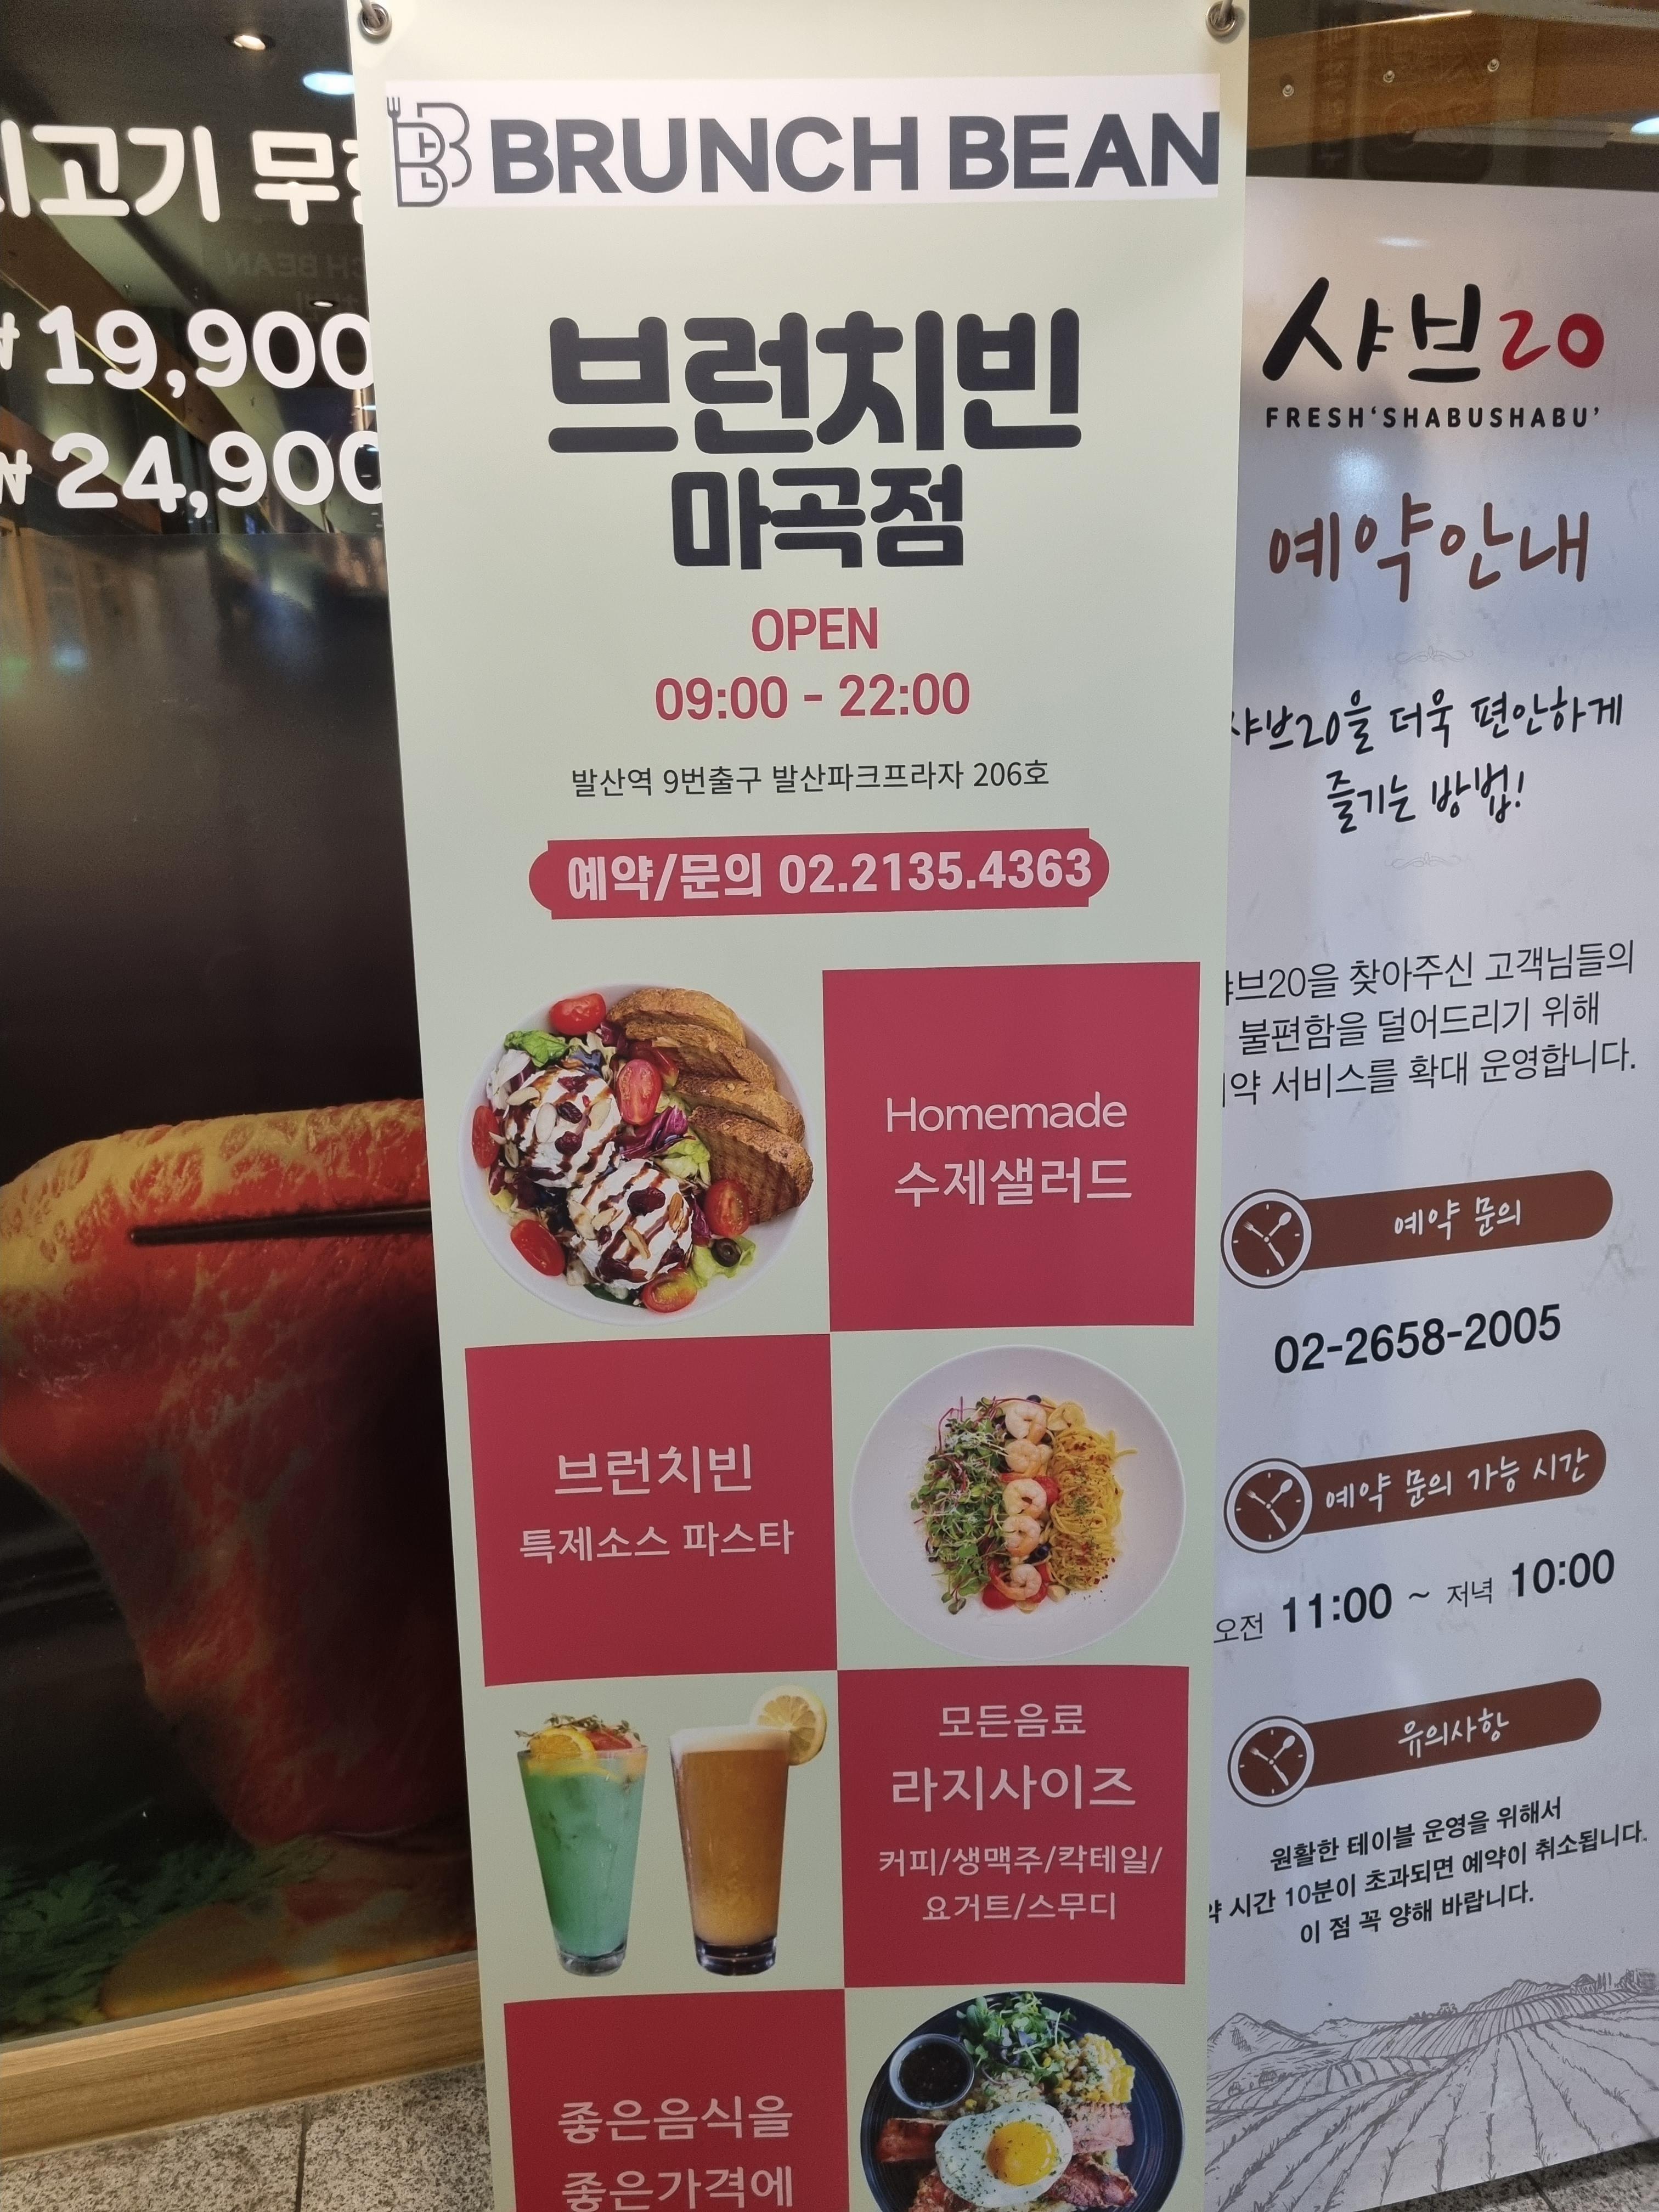 BRUNCH BEAN
브런치빈
마곡점
OPEN
09:00 - 22:00
발산역 9번출구 발산파크프라자 206호
예약/문의 02.2135.4363
Homemade
수제샐러드
브런치빈
특제소스 파스타
모든음료
라지사이즈
커피/생맥주/칵테일/
요거트/스무디
좋은음식을
좋은가격에
₩ 19,900
₩ 24,900
샤브20
FRESH 'SHABUSHABU'
예약안내
샤브20을 더욱 편안하게
즐기는 방법!
샤브20을 찾아주신 고객님들의
불편함을 덜어드리기 위해
서비스를 확대 운영합니다.
예약 문의
02-2658-2005
예약 문의 가능 시간
오전 11:00 ~ 저녁 10:00
유의사항
원활한 테이블 운영을 위해서
시간 10분이 초과되면 예약이 취소됩니다.
이 점 꼭 양해 바랍니다.